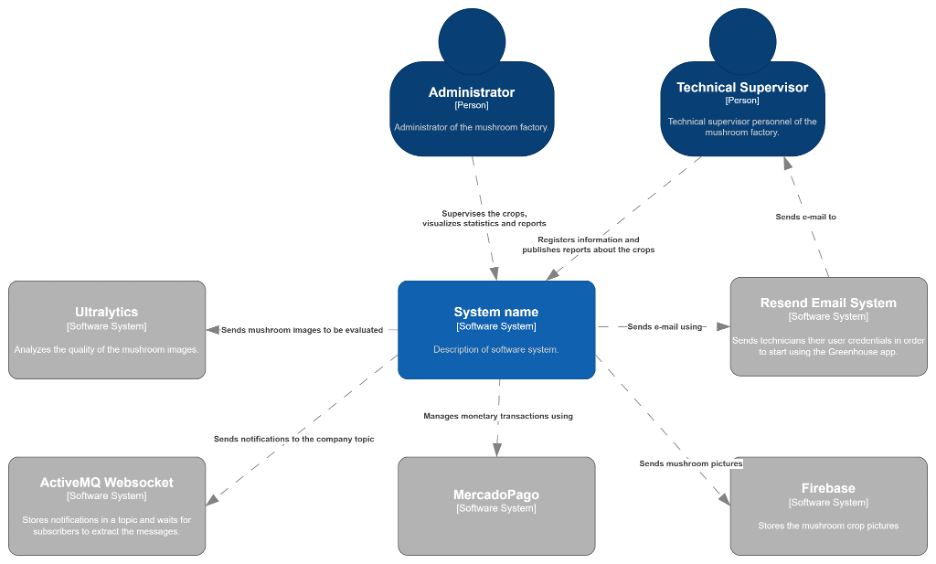 Administrator
[Person]
Administrator of the mushroom factory.
Technical Supervisor
[Person]
Technical supervisor personnel of the
mushroom factory.
Supervises the crops,
visualizes statistics and reports
Registers information and
publishes reports about the crops
Sends e-mail to
Ultralytics
[Software System]
Analyzes the quality of the mushroom images.
Sends mushroom images to be evaluated
System name
[Software System]
Description of software system.
Sends e-mail using
Resend Email System
[Software System]
Sends technicians their user credentials in order
to start using the Greenhouse app.
Sends notifications to the company topic
Manages monetary transactions using
Sends mushroom pictures
ActiveMQ Websocket
[Software System]
Stores notifications in a topic and waits for
subscribers to extract the messages.
MercadoPago
[Software System]
Firebase
[Software System]
Stores the mushroom crop pictures